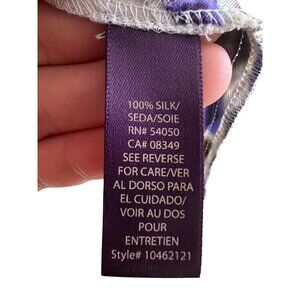 100% SILK/
SEDA/SOIE
RN# 54050
CA# 08349
SEE REVERSE
FOR CARE/VER
AL DORSO PARA
EL CUIDADO/
VOIR AU DOS
POUR
ENTRETIEN
Style# 10462121